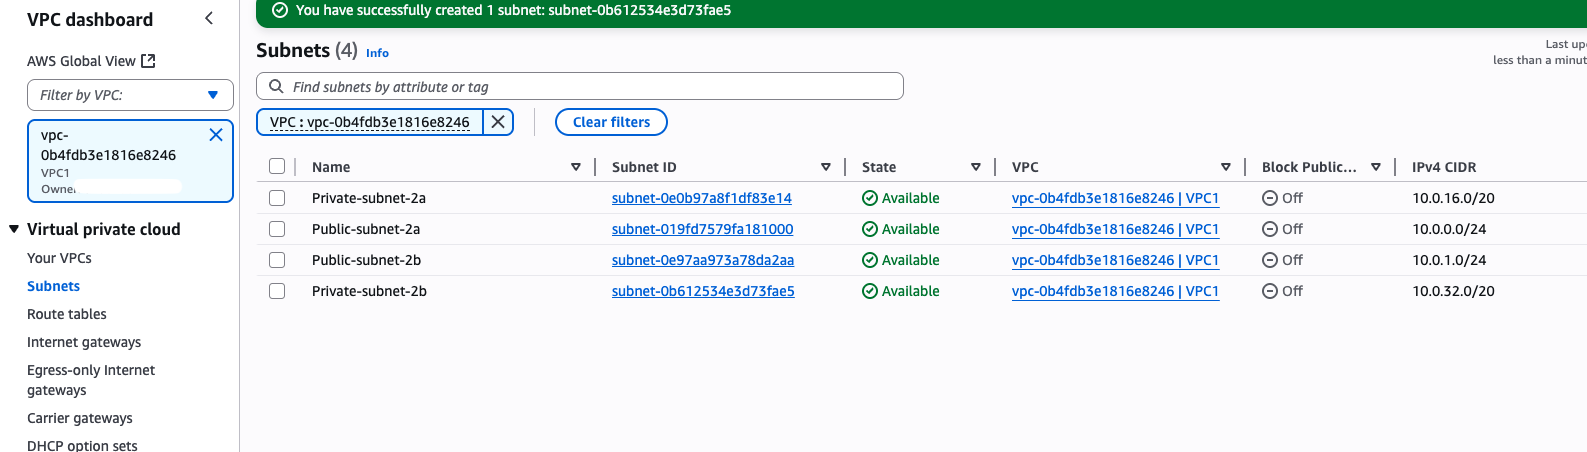 VPC dashboard
AWS Global View
Filter by VPC:
vpc-
0b4fdb3e1816e8246
VPC1
Virtual private cloud
Your VPCs
Subnets
Route tables
Internet gateways
Egress-only Internet
gateways
Carrier gateways
DHCP option sets
You have successfully created 1 subnet: subnet-0b612534e3d73fae5
Subnets (4) Info
Last
less than a
Find subnets by attribute or tag
VPC : vpc-0b4fdb3e1816e8246
Clear filters
Name Subnet ID State VPC Block Public... IPv4 CIDR
Private-subnet-2a subnet-0e0b97a8f1df83e14 Available vpc-0b4fdb3e1816e8246 | VPC1 Off 10.0.16.0/20
Public-subnet-2a subnet-019fd7579fa181000 Available vpc-0b4fdb3e1816e8246 | VPC1 Off 10.0.0.0/24
Public-subnet-2b subnet-0e97aa973a78da2aa Available vpc-0b4fdb3e1816e8246 | VPC1 Off 10.0.1.0/24
Private-subnet-2b subnet-0b612534e3d73fae5 Available vpc-0b4fdb3e1816e8246 | VPC1 Off 10.0.32.0/20